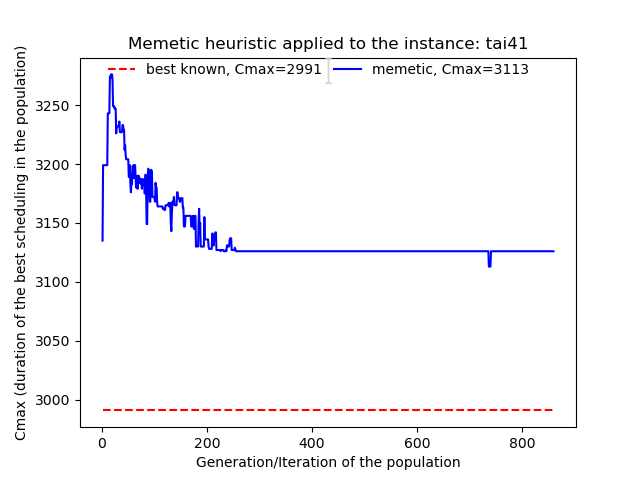 Memetic heuristic applied to the instance: tai41
best known, Cmax=2991
memetic, Cmax=3113
Cmax (duration of the best scheduling in the population)
3250
3200
3150
3100
3050
3000
0 200 400 600 800
Generation/Iteration of the population